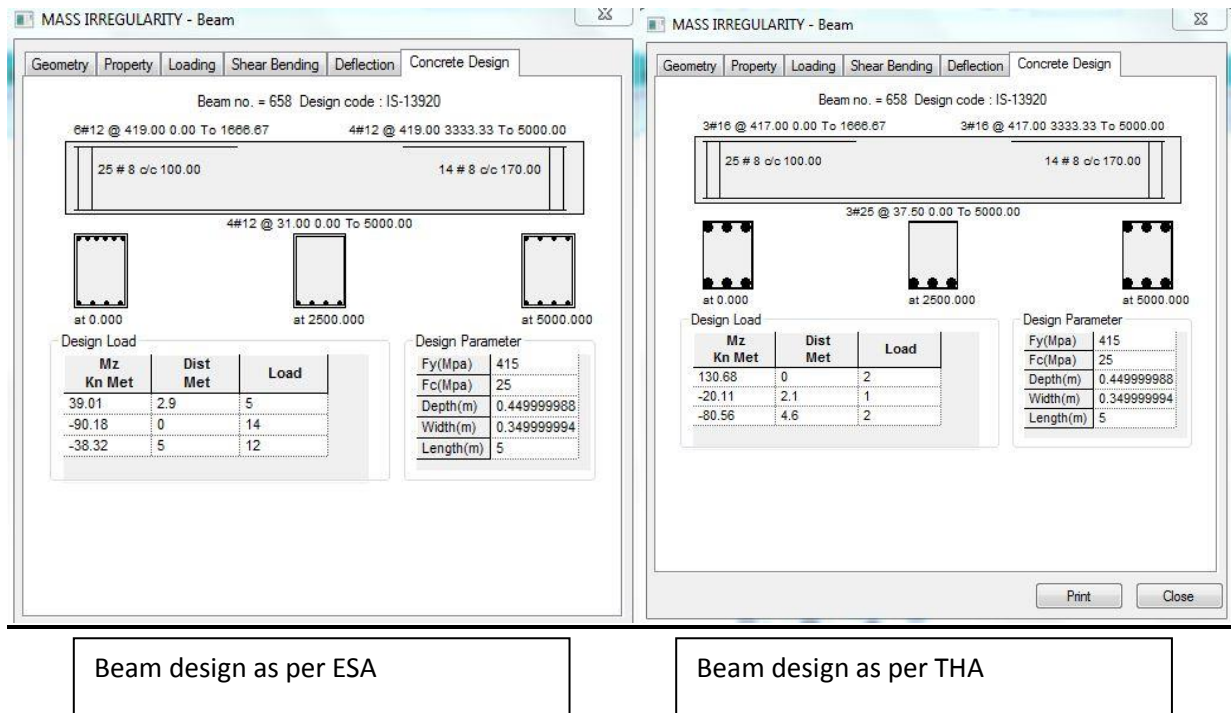 MASS IRREGULARITY - Beam
Geometry Property Loading Shear Bending Deflection Concrete Design
Beam no. = 658 Design code : IS-13920
6#12 @ 419.00 0.00 To 1666.67 4#12 @ 419.00 3333.33 To 5000.00
25 # 8 c/c 100.00 14 # 8 c/c 170.00
4#12 @ 31.00 0.00 To 5000.00
at 0.000 at 2500.000 at 5000.000
Design Load Design Parameter
Mz Kn Met Dist Met Load
39.01 2.9 5
-90.18 0 14
-38.32 5 12
Fy(Mpa) 415
Fc(Mpa) 25
Depth(m) 0.449999988
Width(m) 0.349999994
Length(m) 5
MASS IRREGULARITY - Beam
Geometry Property Loading Shear Bending Deflection Concrete Design
Beam no. = 658 Design code : IS-13920
3#16 @ 417.00 0.00 To 1666.67 3#16 @ 417.00 3333.33 To 5000.00
25 # 8 c/c 100.00 14 # 8 c/c 170.00
3#25 @ 37.50 0.00 To 5000.00
at 0.000 at 2500.000 at 5000.000
Design Load Design Parameter
Mz Kn Met Dist Met Load
130.68 0 2
-20.11 2.1 1
-80.56 4.6 2
Fy(Mpa) 415
Fc(Mpa) 25
Depth(m) 0.449999988
Width(m) 0.349999994
Length(m) 5
Print Close
Beam design as per ESA
Beam design as per THA